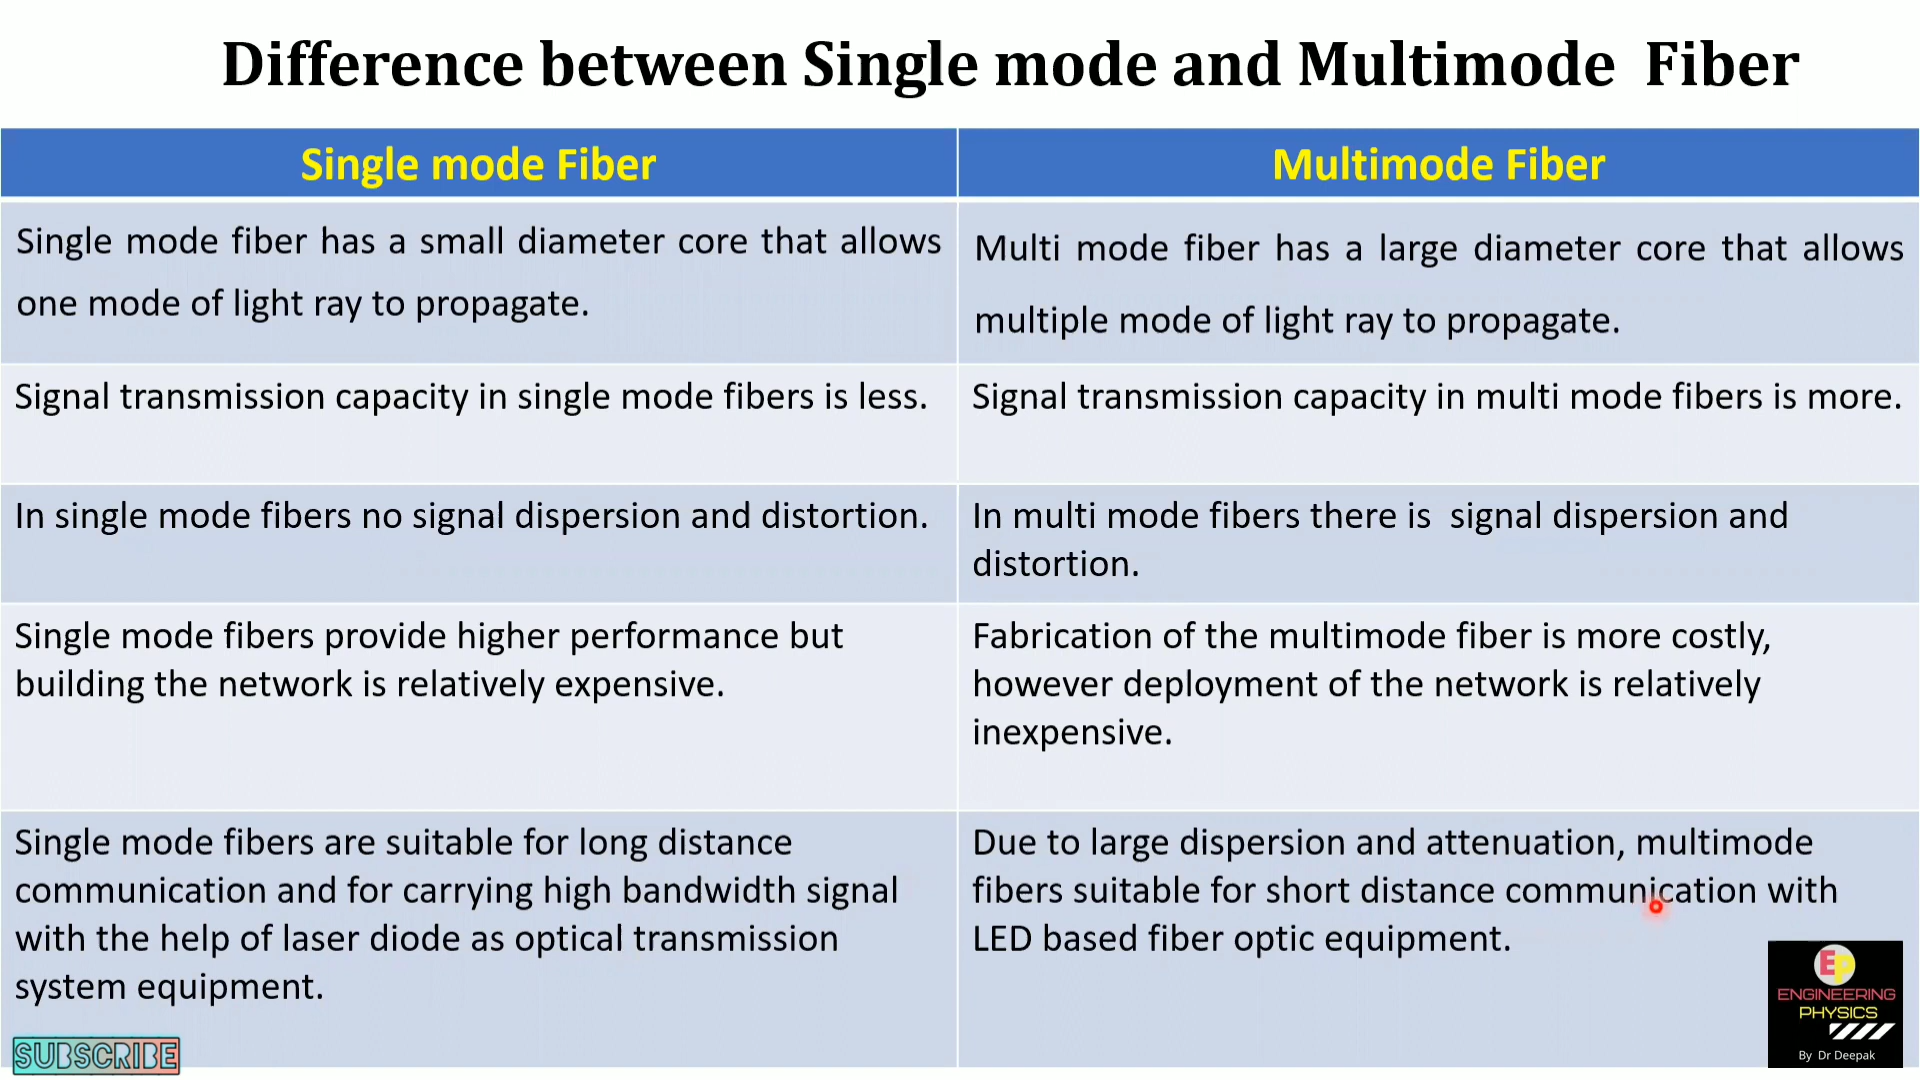 Difference between Single mode and Multimode Fiber
Single mode Fiber
Multimode Fiber
Single mode fiber has a small diameter core that allows
one mode of light ray to propagate.
Multi mode fiber has a large diameter core that allows
multiple mode of light ray to propagate.
Signal transmission capacity in single mode fibers is less.
Signal transmission capacity in multi mode fibers is more.
In single mode fibers no signal dispersion and distortion.
In multi mode fibers there is signal dispersion and
distortion.
Single mode fibers provide higher performance but
building the network is relatively expensive.
Fabrication of the multimode fiber is more costly,
however deployment of the network is relatively
inexpensive.
Single mode fibers are suitable for long distance
communication and for carrying high bandwidth signal
with the help of laser diode as optical transmission
system equipment.
Due to large dispersion and attenuation, multimode
fibers suitable for short distance communication with
LED based fiber optic equipment.
SUBSCRIBE
EP
ENGINEERING
PHYSICS
By Dr Deepak